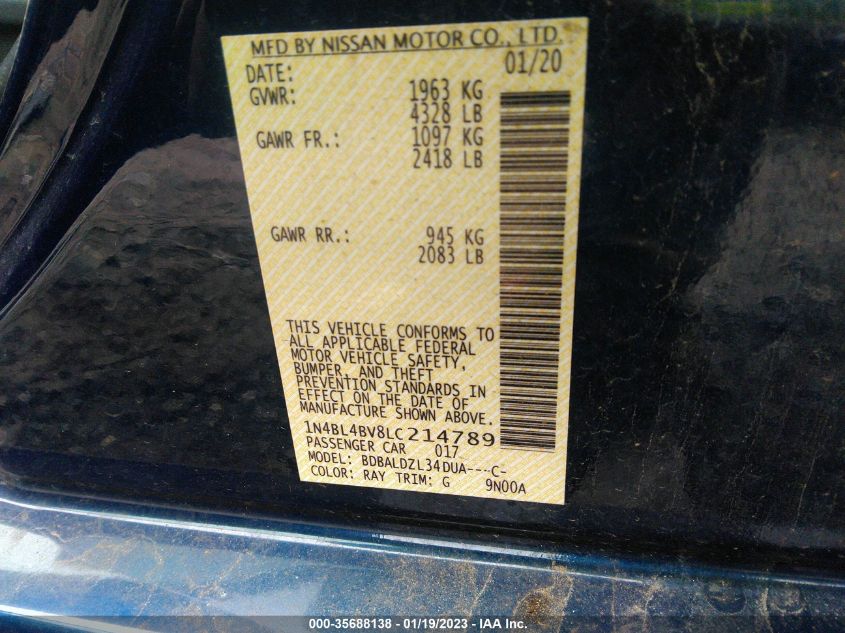 MFD BY NISSAN MOTOR CO., LTD.
DATE: 01/20
GVWR: 1963 KG
4328 LB
GAWR FR.: 1097 KG
2418 LB
GAWR RR.: 945 KG
2083 LB
THIS VEHICLE CONFORMS TO
ALL APPLICABLE FEDERAL
MOTOR VEHICLE SAFETY,
BUMPER, AND THEFT
PREVENTION STANDARDS IN
EFFECT ON THE DATE OF
MANUFACTURE SHOWN ABOVE.
1N4BL4BV8LC214789
PASSENGER CAR 017
MODEL: BDBALDZL34DUA----C-
COLOR: RAY TRIM: G 9N00A
000-35688138 - 01/19/2023 - IAA Inc.